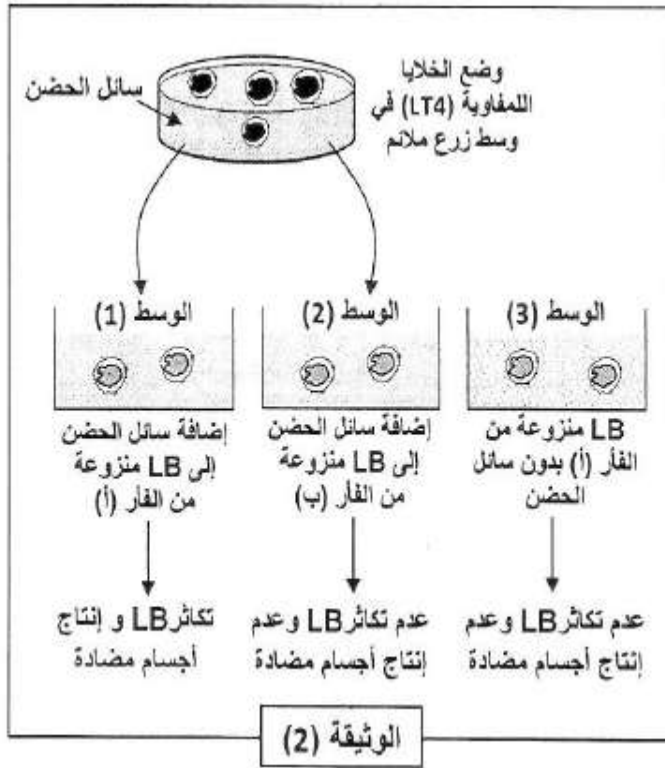 وضع الخلايا
اللمفاوية (LT4) في
وسط زرع ملائم
سائل الحضن
الوسط (1)
إضافة سائل الحضن
إلى LB منزوعة
من الفأر (أ)
تكاثر LB و إنتاج
أجسام مضادة
الوسط (2)
إضافة سائل الحضن
إلى LB منزوعة
من الفأر (ب)
عدم تكاثر LB وعدم
إنتاج أجسام مضادة
الوسط (3)
LB منزوعة من
الفأر (أ) بدون سائل
الحضن
عدم تكاثر LB وعدم
إنتاج أجسام مضادة
الوثيقة (2)